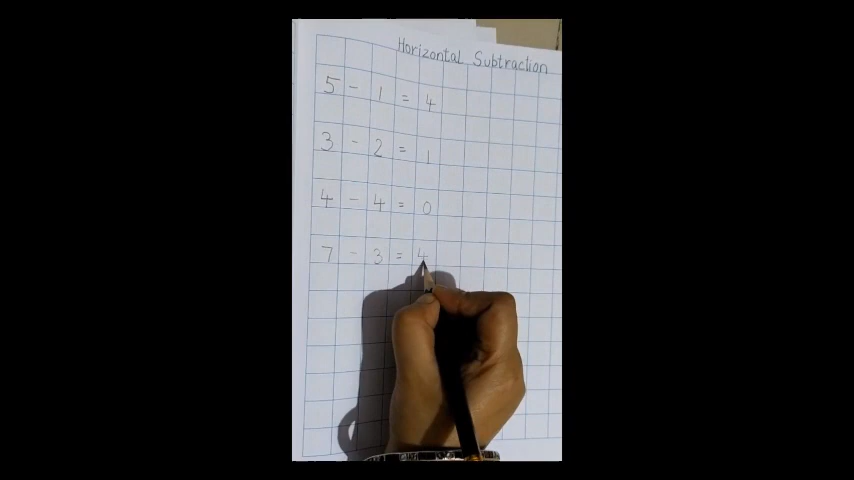 Horizontal Subtraction
5 - 1 = 4
3 - 2 = 1
4 - 4 = 0
7 - 3 = 4